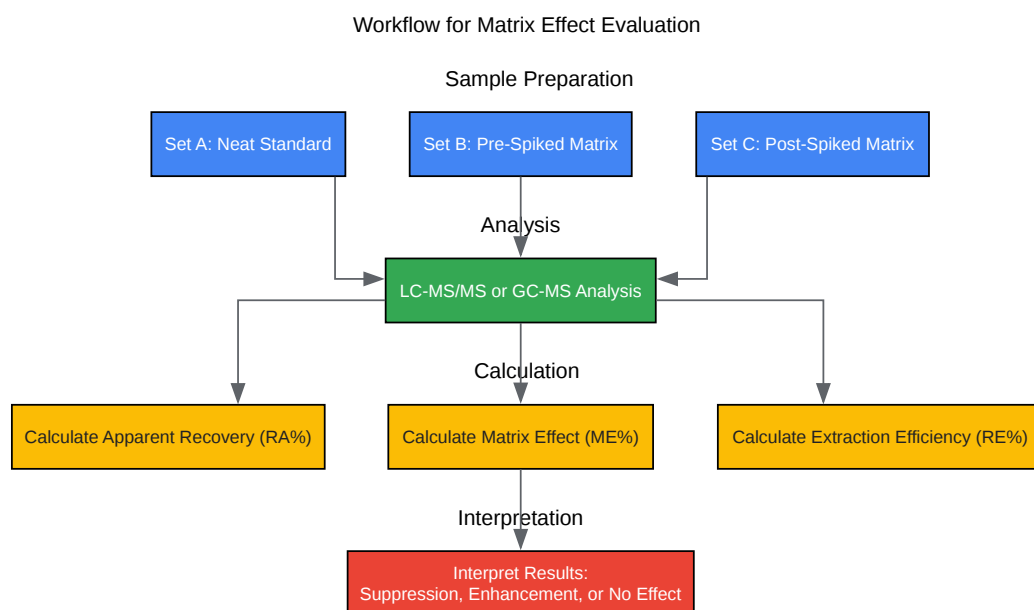 Workflow for Matrix Effect Evaluation
Sample Preparation
Set A: Neat Standard
Set B: Pre-Spiked Matrix
Set C: Post-Spiked Matrix
Analysis
LC-MS/MS or GC-MS Analysis
Calculation
Calculate Apparent Recovery (RA%)
Calculate Matrix Effect (ME%)
Calculate Extraction Efficiency (RE%)
Interpretation
Interpret Results:
Suppression, Enhancement, or No Effect